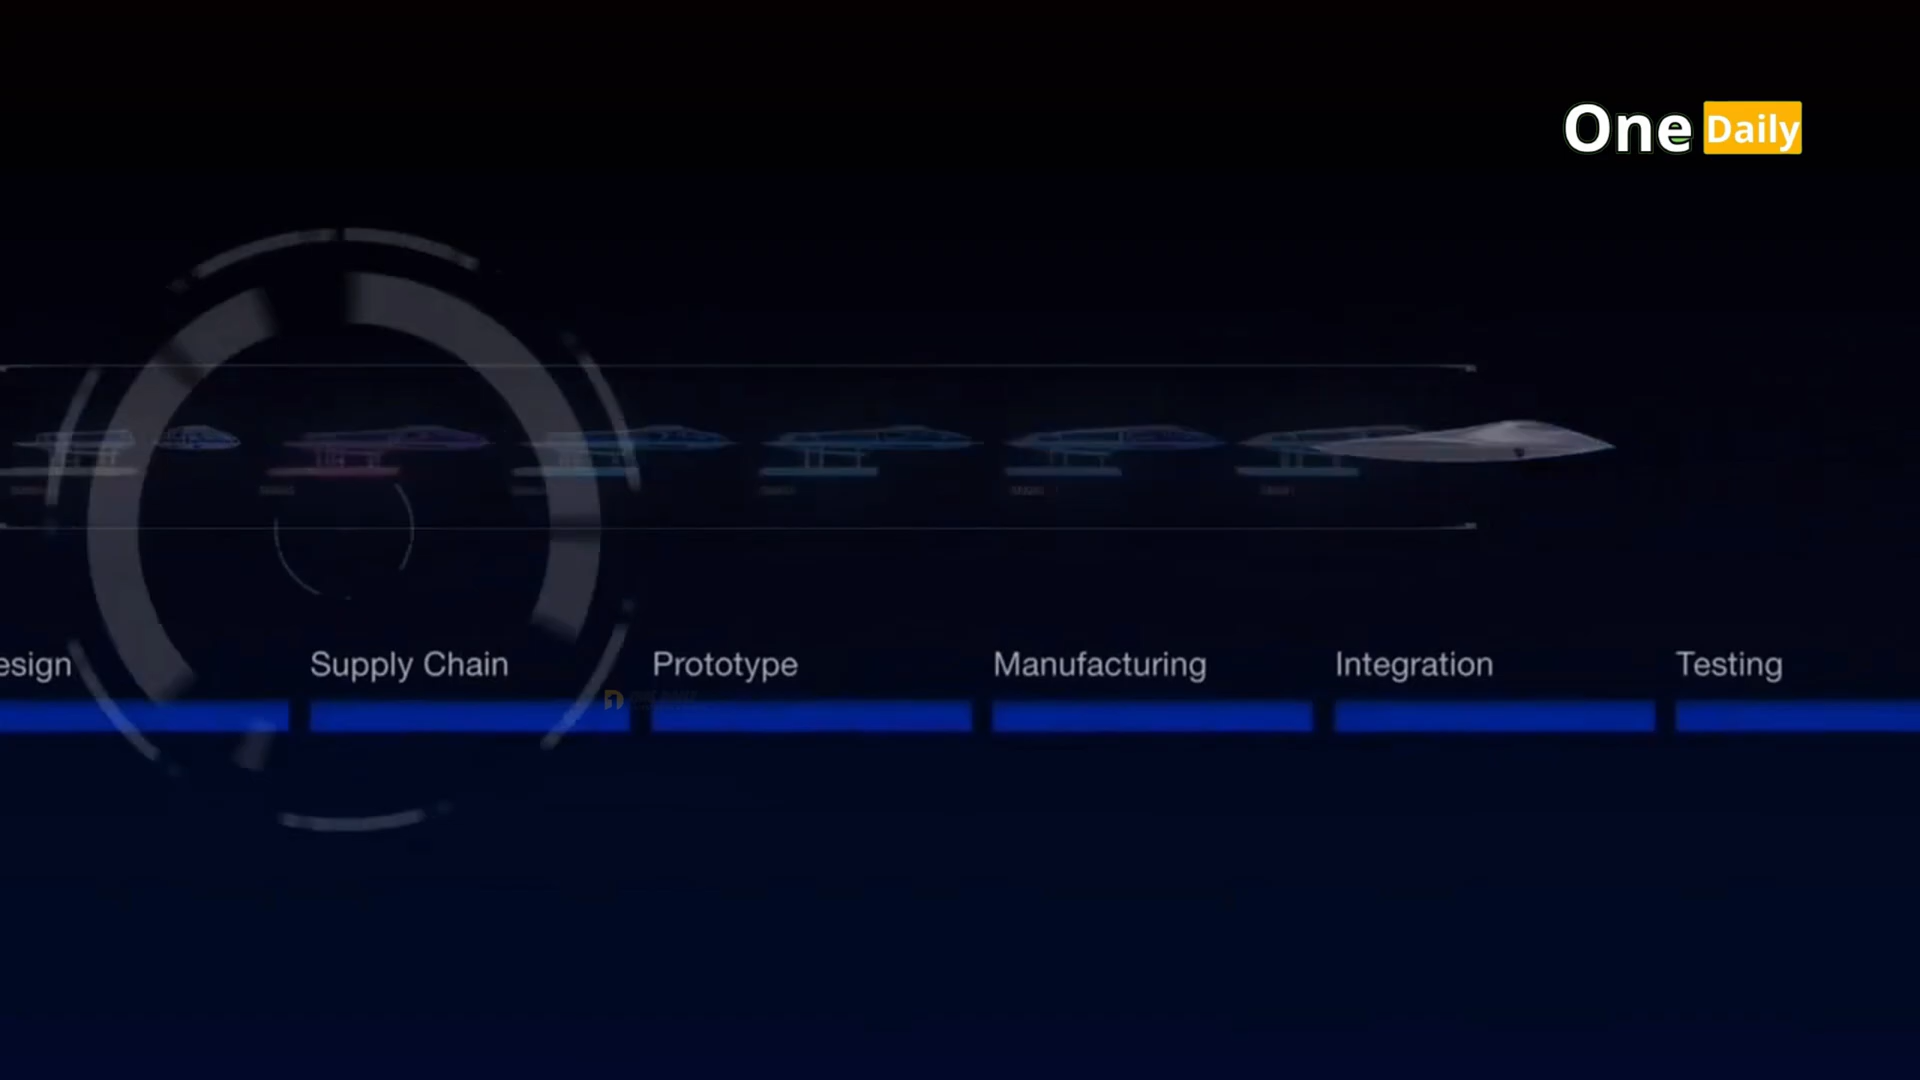 One Daily
esign
Supply Chain
Prototype
Manufacturing
Integration
Testing